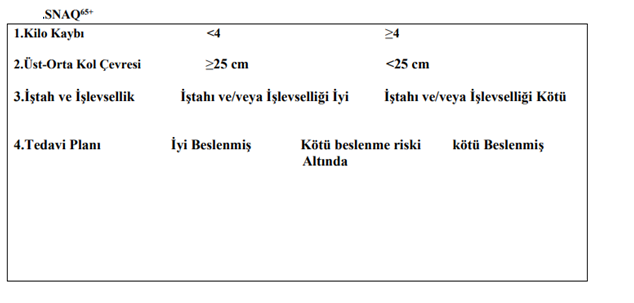 .SNAQ⁶⁵⁺
1.Kilo Kaybı <4 ≥4
2.Üst-Orta Kol Çevresi ≥25 cm <25 cm
3.İştah ve İşlevsellik İştahı ve/veya İşlevselliği İyi İştahı ve/veya İşlevselliği Kötü
4.Tedavi Planı İyi Beslenmiş Kötü beslenme riski kötü Beslenmiş
Altında